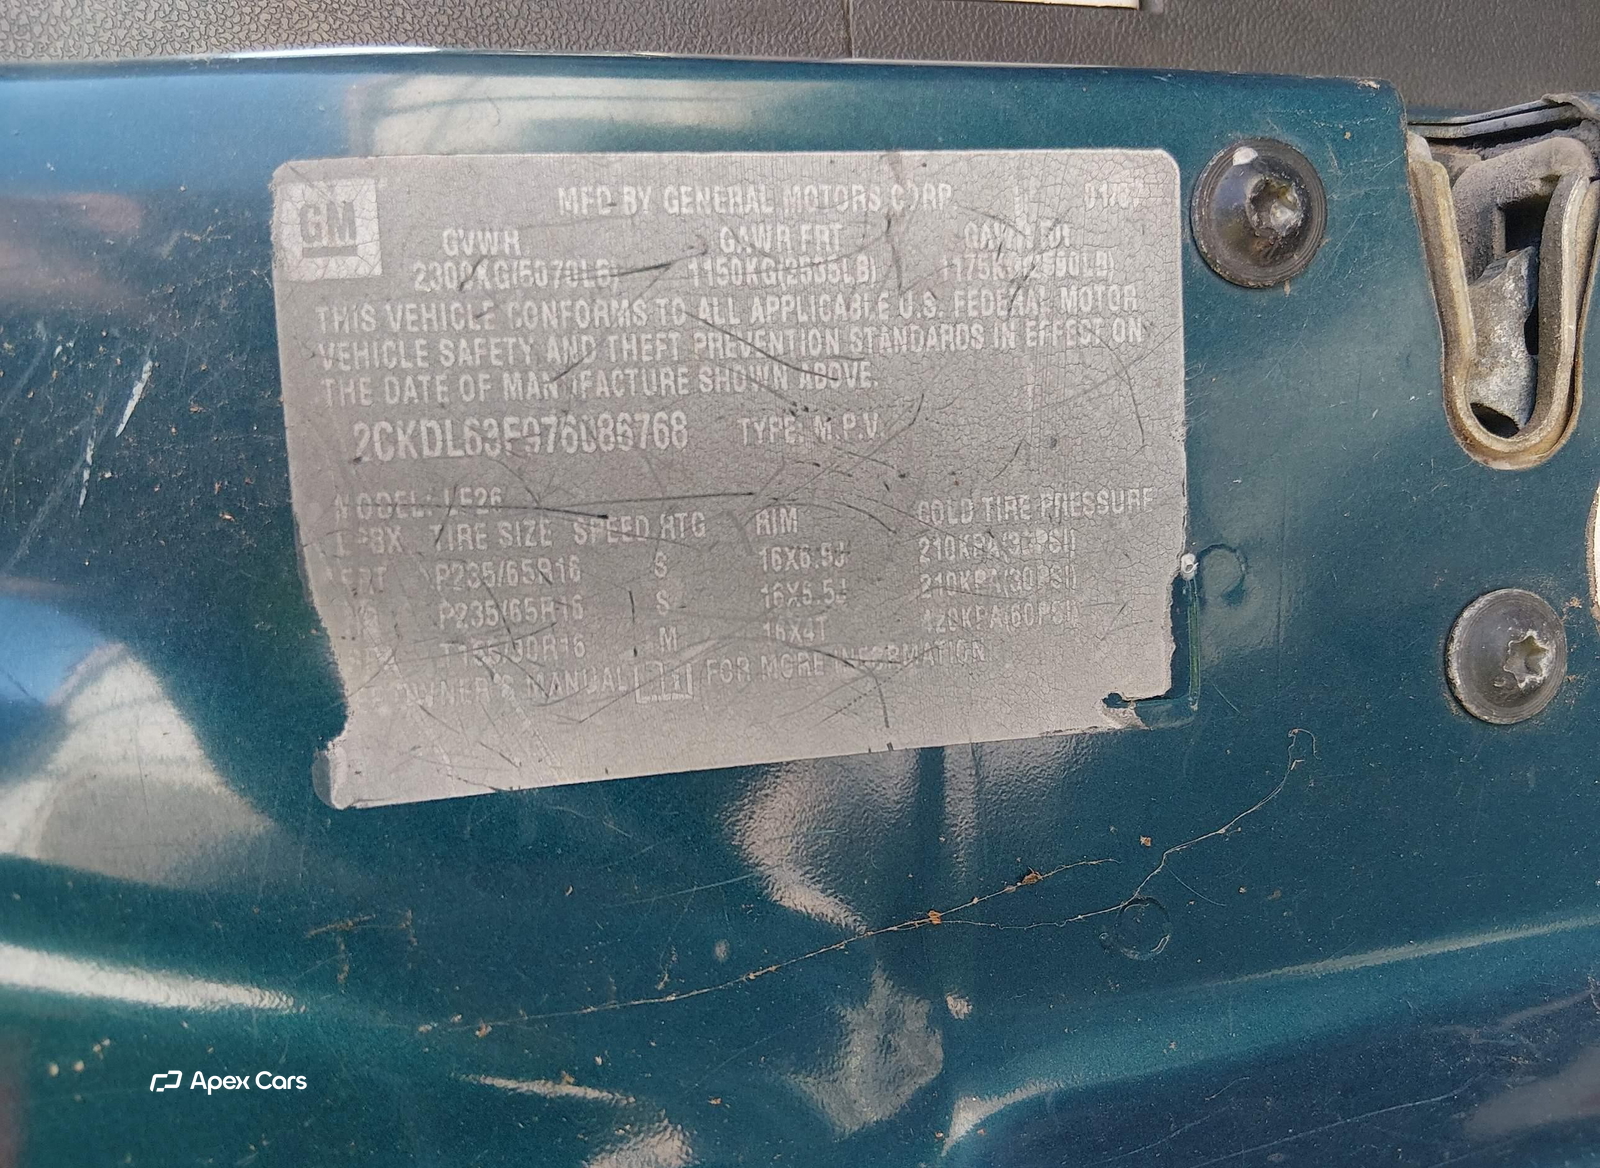 GM MFD BY GENERAL MOTORS CORP
GVWR GAWR FRT
1150KG(2535LB)
THIS VEHICLE CONFORMS TO ALL APPLICABLE U.S. FEDERAL MOTOR
VEHICLE SAFETY AND THEFT PREVENTION STANDARDS IN EFFECT ON
THE DATE OF MANUFACTURE SHOWN ABOVE.
TYPE: M.P.V.
MODEL:
TIRE SIZE SPEED RTG RIM COLD TIRE PRESSURE
P235/65R16 S 16X6.5J 210KPA(30PSI)
P235/65R16 S 16X6.5J 210KPA(30PSI)
M 16X4T 420KPA(60PSI)
OWNER'S MANUAL FOR MORE INFORMATION
Apex Cars